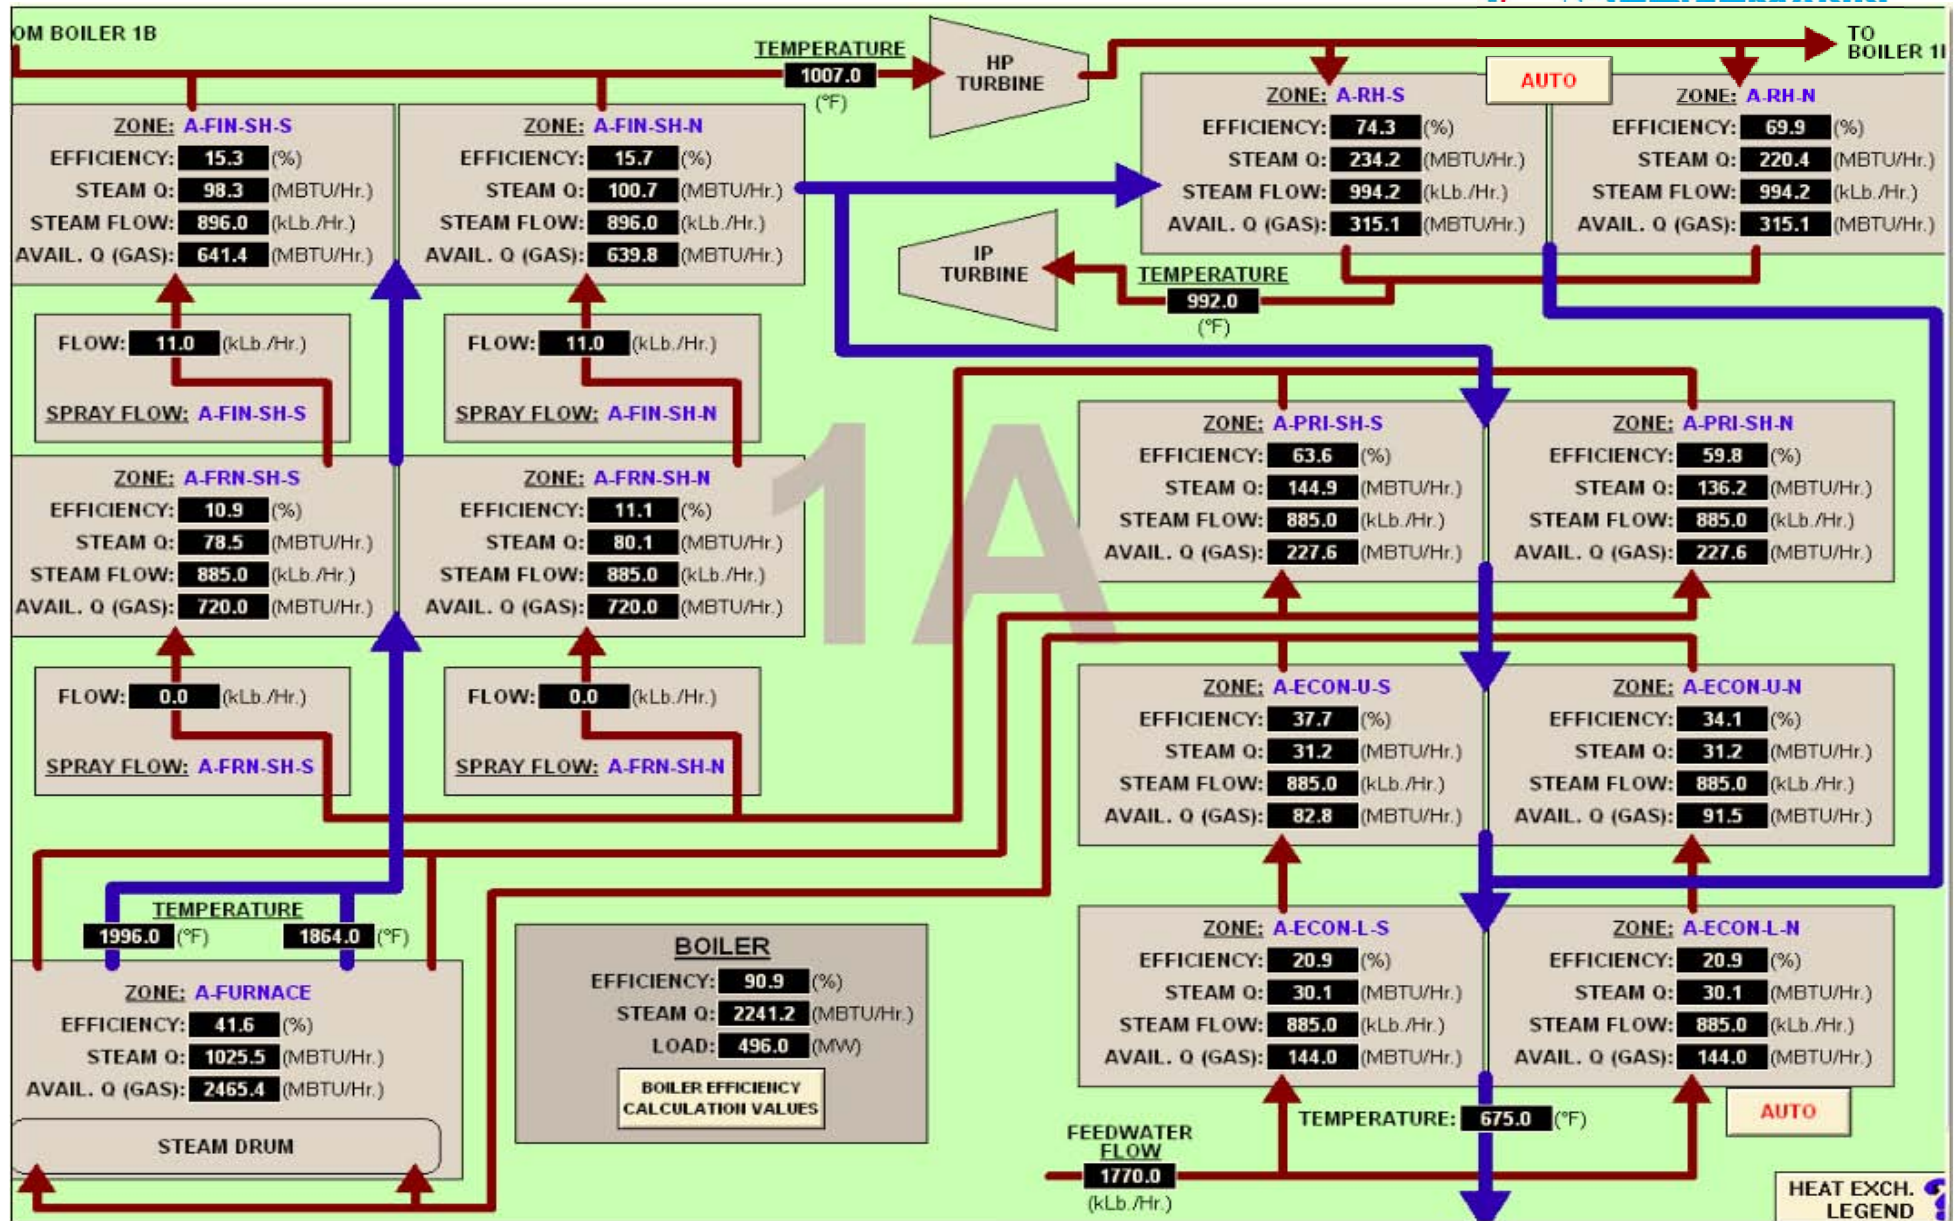 OM BOILER 1B
TEMPERATURE
1007.0
(°F)
HP
TURBINE
TO
BOILER 1
AUTO
ZONE: A-FIN-SH-S
EFFICIENCY: 15.3 (%)
STEAM Q: 98.3 (MBTU/Hr.)
STEAM FLOW: 896.0 (kLb./Hr.)
AVAIL. Q (GAS): 641.4 (MBTU/Hr.)
ZONE: A-FIN-SH-N
EFFICIENCY: 15.7 (%)
STEAM Q: 100.7 (MBTU/Hr.)
STEAM FLOW: 896.0 (kLb./Hr.)
AVAIL. Q (GAS): 639.8 (MBTU/Hr.)
ZONE: A-RH-S
EFFICIENCY: 74.3 (%)
STEAM Q: 234.2 (MBTU/Hr.)
STEAM FLOW: 994.2 (kLb./Hr.)
AVAIL. Q (GAS): 315.1 (MBTU/Hr.)
ZONE: A-RH-N
EFFICIENCY: 69.9 (%)
STEAM Q: 220.4 (MBTU/Hr.)
STEAM FLOW: 994.2 (kLb./Hr.)
AVAIL. Q (GAS): 315.1 (MBTU/Hr.)
IP
TURBINE
TEMPERATURE
992.0
(°F)
FLOW: 11.0 (kLb./Hr.)
SPRAY FLOW: A-FIN-SH-S
FLOW: 11.0 (kLb./Hr.)
SPRAY FLOW: A-FIN-SH-N
1A
ZONE: A-FRN-SH-S
EFFICIENCY: 10.9 (%)
STEAM Q: 78.5 (MBTU/Hr.)
STEAM FLOW: 885.0 (kLb./Hr.)
AVAIL. Q (GAS): 720.0 (MBTU/Hr.)
ZONE: A-FRN-SH-N
EFFICIENCY: 11.1 (%)
STEAM Q: 80.1 (MBTU/Hr.)
STEAM FLOW: 885.0 (kLb./Hr.)
AVAIL. Q (GAS): 720.0 (MBTU/Hr.)
ZONE: A-PRI-SH-S
EFFICIENCY: 63.6 (%)
STEAM Q: 144.9 (MBTU/Hr.)
STEAM FLOW: 885.0 (kLb./Hr.)
AVAIL. Q (GAS): 227.6 (MBTU/Hr.)
ZONE: A-PRI-SH-N
EFFICIENCY: 59.8 (%)
STEAM Q: 136.2 (MBTU/Hr.)
STEAM FLOW: 885.0 (kLb./Hr.)
AVAIL. Q (GAS): 227.6 (MBTU/Hr.)
FLOW: 0.0 (kLb./Hr.)
SPRAY FLOW: A-FRN-SH-S
FLOW: 0.0 (kLb./Hr.)
SPRAY FLOW: A-FRN-SH-N
ZONE: A-ECON-U-S
EFFICIENCY: 37.7 (%)
STEAM Q: 31.2 (MBTU/Hr.)
STEAM FLOW: 885.0 (kLb./Hr.)
AVAIL. Q (GAS): 82.8 (MBTU/Hr.)
ZONE: A-ECON-U-N
EFFICIENCY: 34.1 (%)
STEAM Q: 31.2 (MBTU/Hr.)
STEAM FLOW: 885.0 (kLb./Hr.)
AVAIL. Q (GAS): 91.5 (MBTU/Hr.)
TEMPERATURE
1996.0 (°F) 1864.0 (°F)
ZONE: A-FURNACE
EFFICIENCY: 41.6 (%)
STEAM Q: 1025.5 (MBTU/Hr.)
AVAIL. Q (GAS): 2465.4 (MBTU/Hr.)
STEAM DRUM
BOILER
EFFICIENCY: 90.9 (%)
STEAM Q: 2241.2 (MBTU/Hr.)
LOAD: 496.0 (MW)
BOILER EFFICIENCY
CALCULATION VALUES
ZONE: A-ECON-L-S
EFFICIENCY: 20.9 (%)
STEAM Q: 30.1 (MBTU/Hr.)
STEAM FLOW: 885.0 (kLb./Hr.)
AVAIL. Q (GAS): 144.0 (MBTU/Hr.)
ZONE: A-ECON-L-N
EFFICIENCY: 20.9 (%)
STEAM Q: 30.1 (MBTU/Hr.)
STEAM FLOW: 885.0 (kLb./Hr.)
AVAIL. Q (GAS): 144.0 (MBTU/Hr.)
TEMPERATURE: 675.0 (°F)
AUTO
FEEDWATER
FLOW
1770.0
(kLb./Hr.)
HEAT EXCH.
LEGEND